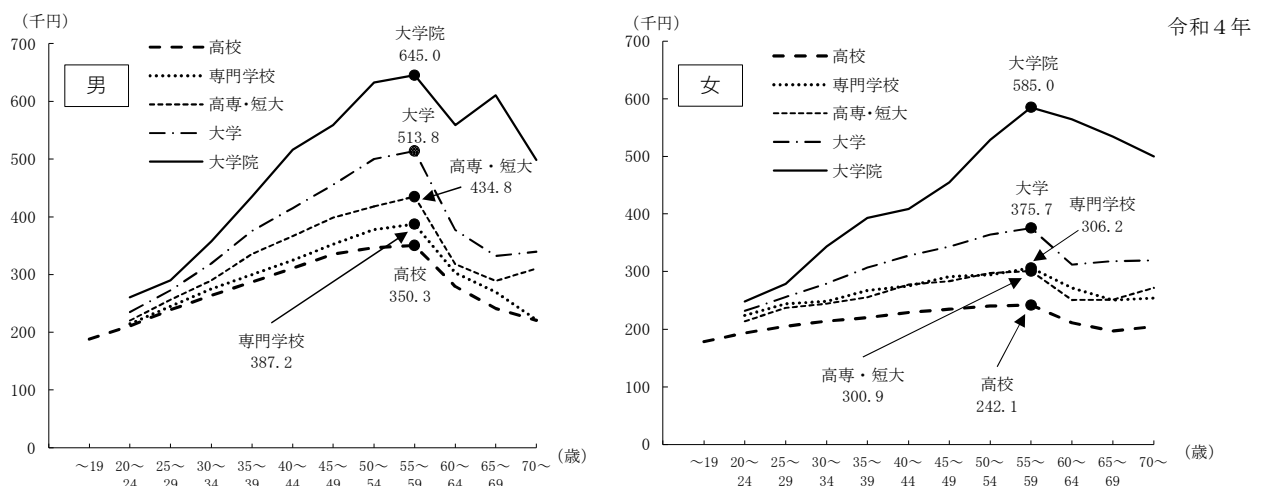 令和４年
（千円）
700
600
500
400
300
200
100
0
男
高校
専門学校
高専・短大
大学
大学院
大学院
645.0
大学
513.8
高専・短大
434.8
高校
350.3
専門学校
387.2
～19 20～ 25～ 30～ 35～ 40～ 45～ 50～ 55～ 60～ 65～ 70～
24 29 34 39 44 49 54 59 64 69
（歳）
（千円）
700
600
500
400
300
200
100
0
女
高校
専門学校
高専・短大
大学
大学院
大学院
585.0
大学
375.7
専門学校
306.2
高専・短大
300.9
高校
242.1
～19 20～ 25～ 30～ 35～ 40～ 45～ 50～ 55～ 60～ 65～ 70～
24 29 34 39 44 49 54 59 64 69
（歳）